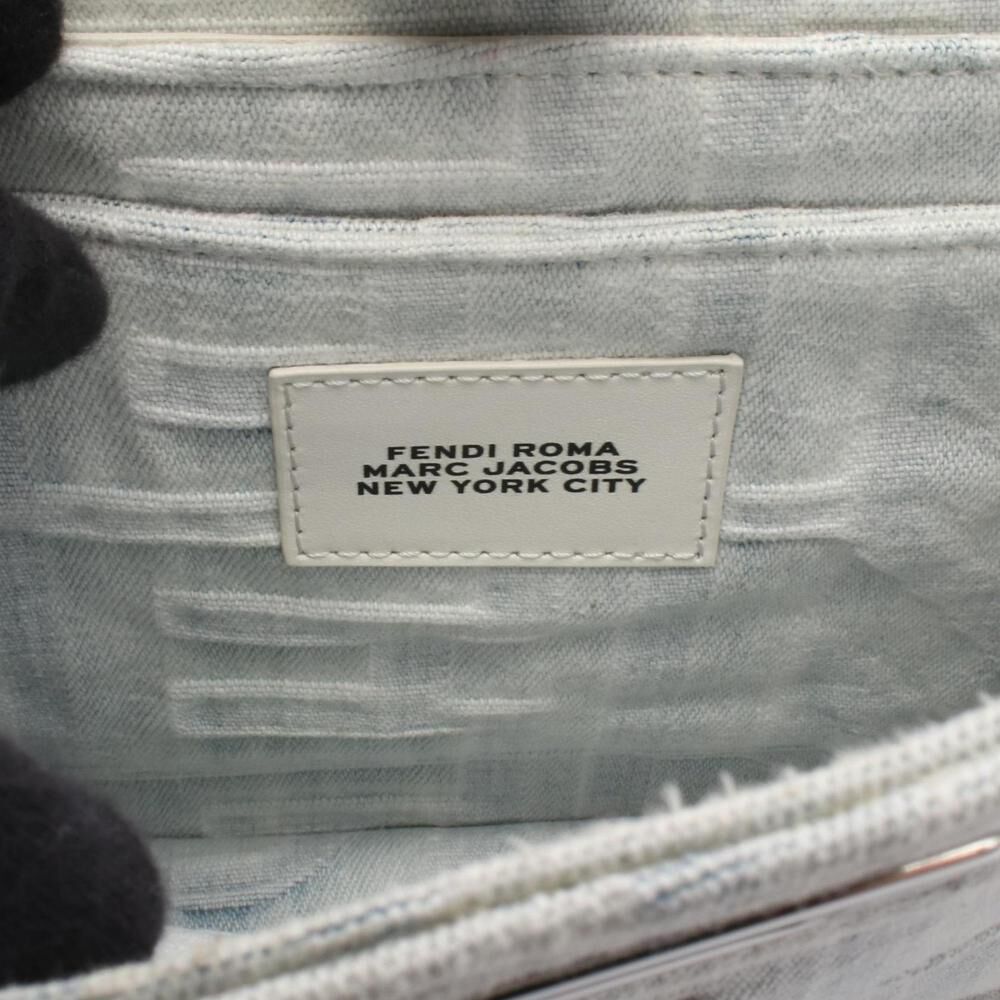 FENDI ROMA
MARC JACOBS
NEW YORK CITY